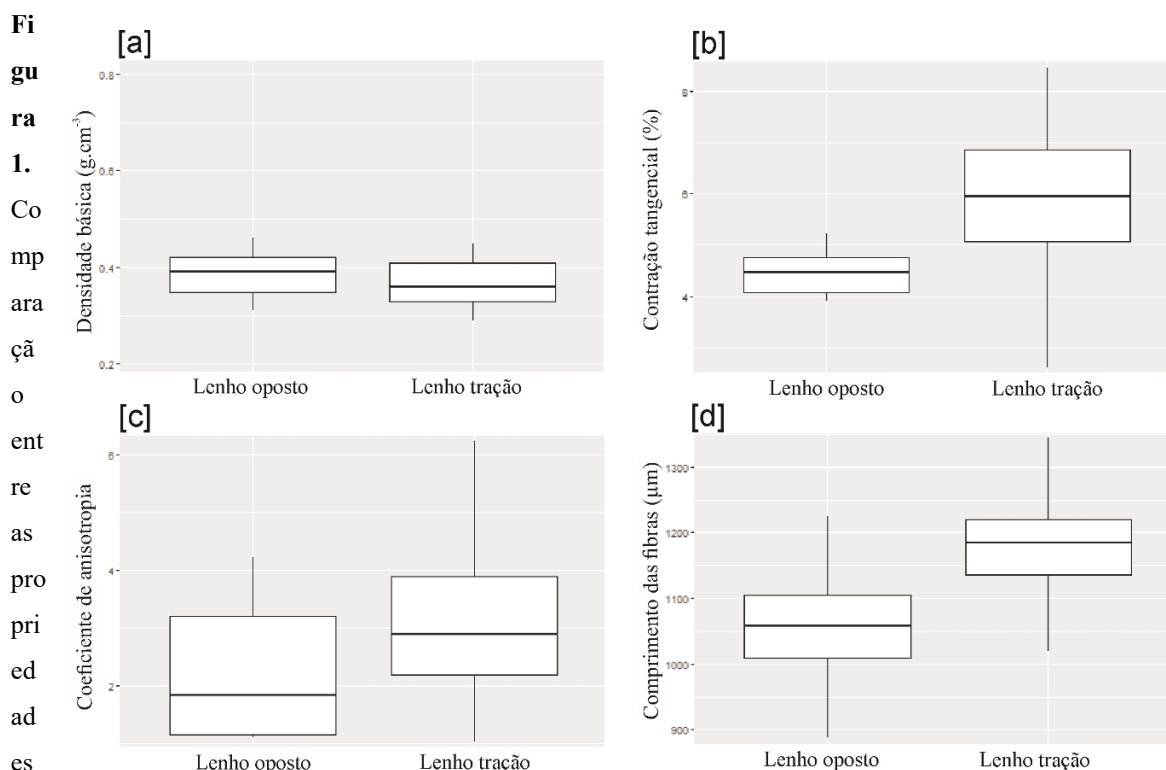 Fi
gu
ra
1.
Co
mp
ara
çã
o
ent
re
as
pro
pri
ed
ad
es
[a]
Densidade básica (g.cm-3)
0.8
0.6
0.4
0.2
Lenho oposto Lenho tração
[b]
Contração tangencial (%)
8
6
4
Lenho oposto Lenho tração
[c]
Coeficiente de anisotropia
6
4
2
Lenho oposto Lenho tração
[d]
Comprimento das fibras (µm)
1300
1200
1100
1000
900
Lenho oposto Lenho tração